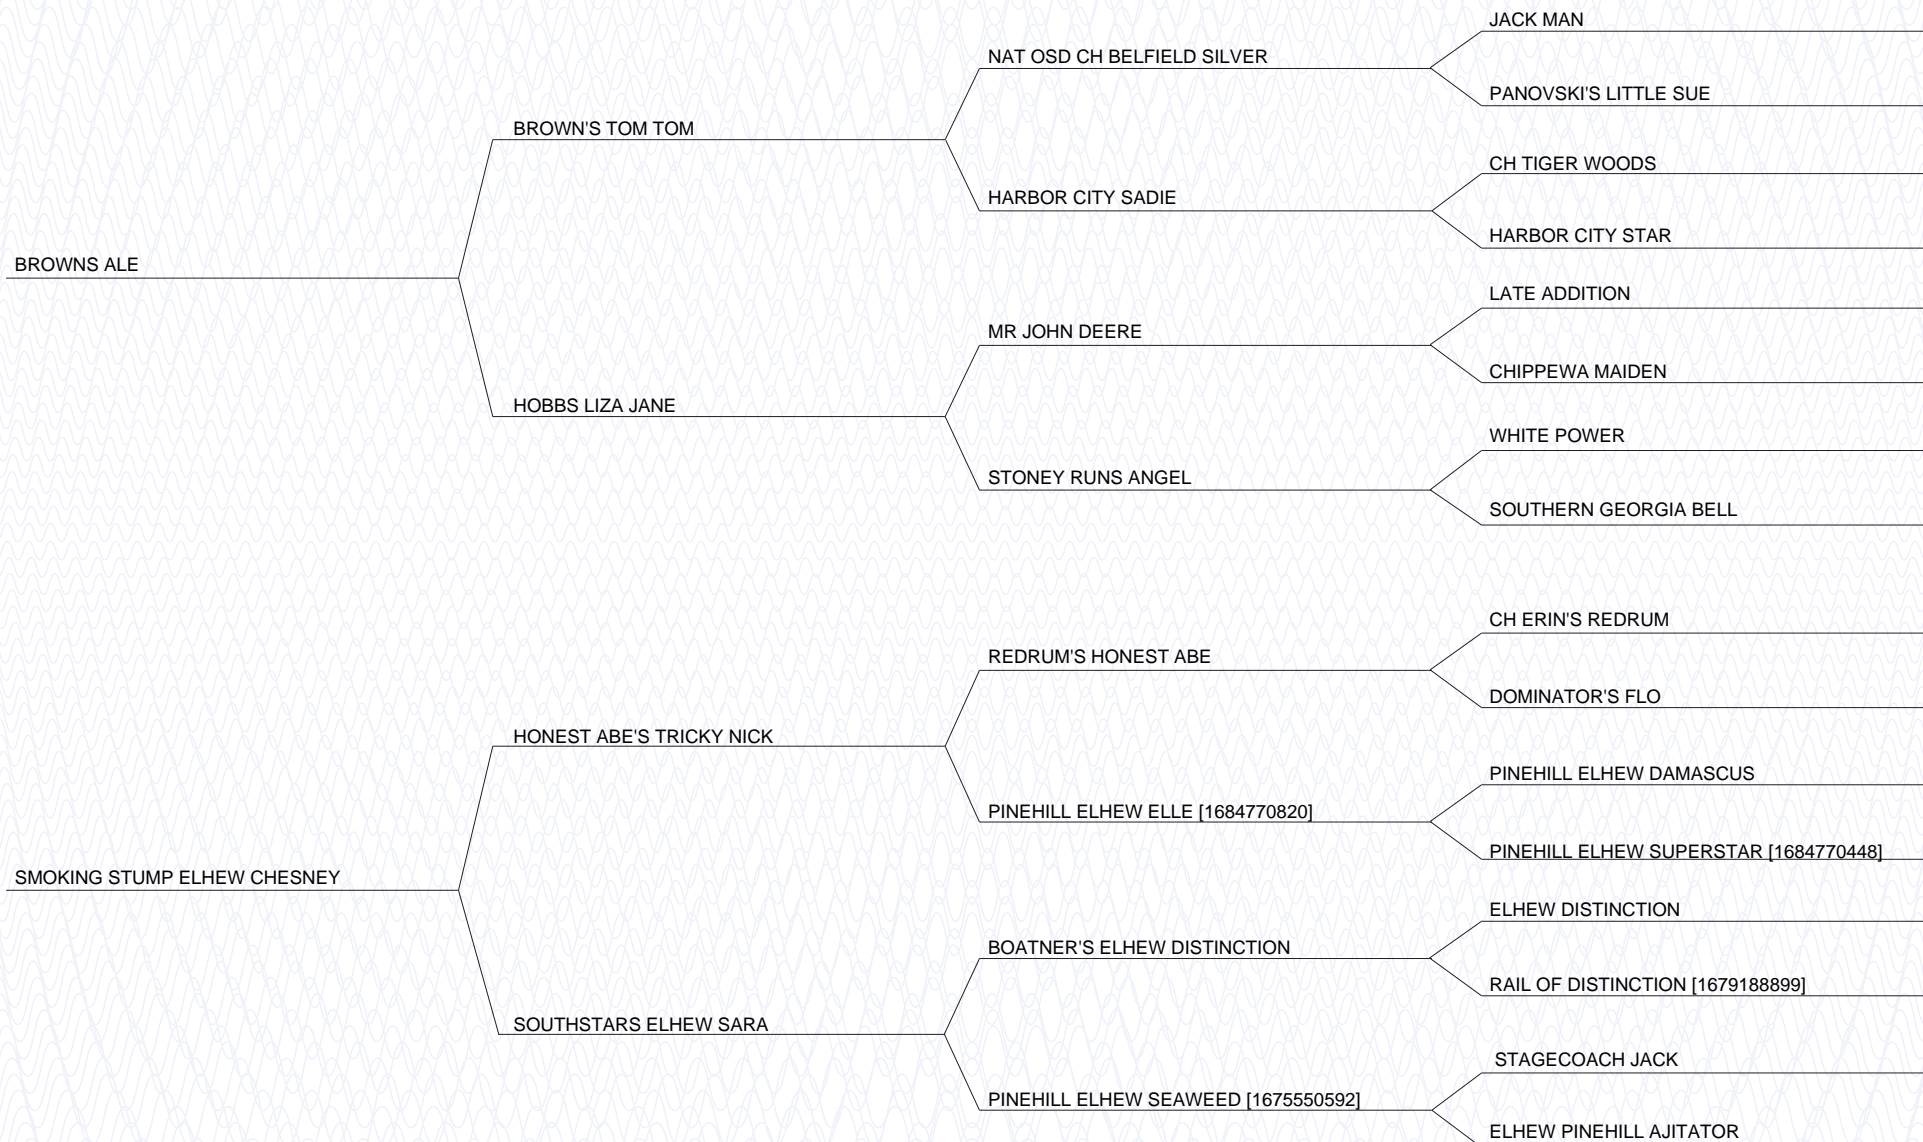 JACK MAN
NAT OSD CH BELFIELD SILVER
PANOVSKI'S LITTLE SUE
BROWN'S TOM TOM
CH TIGER WOODS
HARBOR CITY SADIE
HARBOR CITY STAR
BROWNS ALE
LATE ADDITION
MR JOHN DEERE
CHIPPEWA MAIDEN
HOBBS LIZA JANE
WHITE POWER
STONEY RUNS ANGEL
SOUTHERN GEORGIA BELL
CH ERIN'S REDRUM
REDRUM'S HONEST ABE
DOMINATOR'S FLO
HONEST ABE'S TRICKY NICK
PINEHILL ELHEW DAMASCUS
PINEHILL ELHEW ELLE [1684770820]
PINEHILL ELHEW SUPERSTAR [1684770448]
SMOKING STUMP ELHEW CHESNEY
ELHEW DISTINCTION
BOATNER'S ELHEW DISTINCTION
RAIL OF DISTINCTION [1679188899]
SOUTHSTARS ELHEW SARA
STAGECOACH JACK
PINEHILL ELHEW SEAWEED [1675550592]
ELHEW PINEHILL AJITATOR